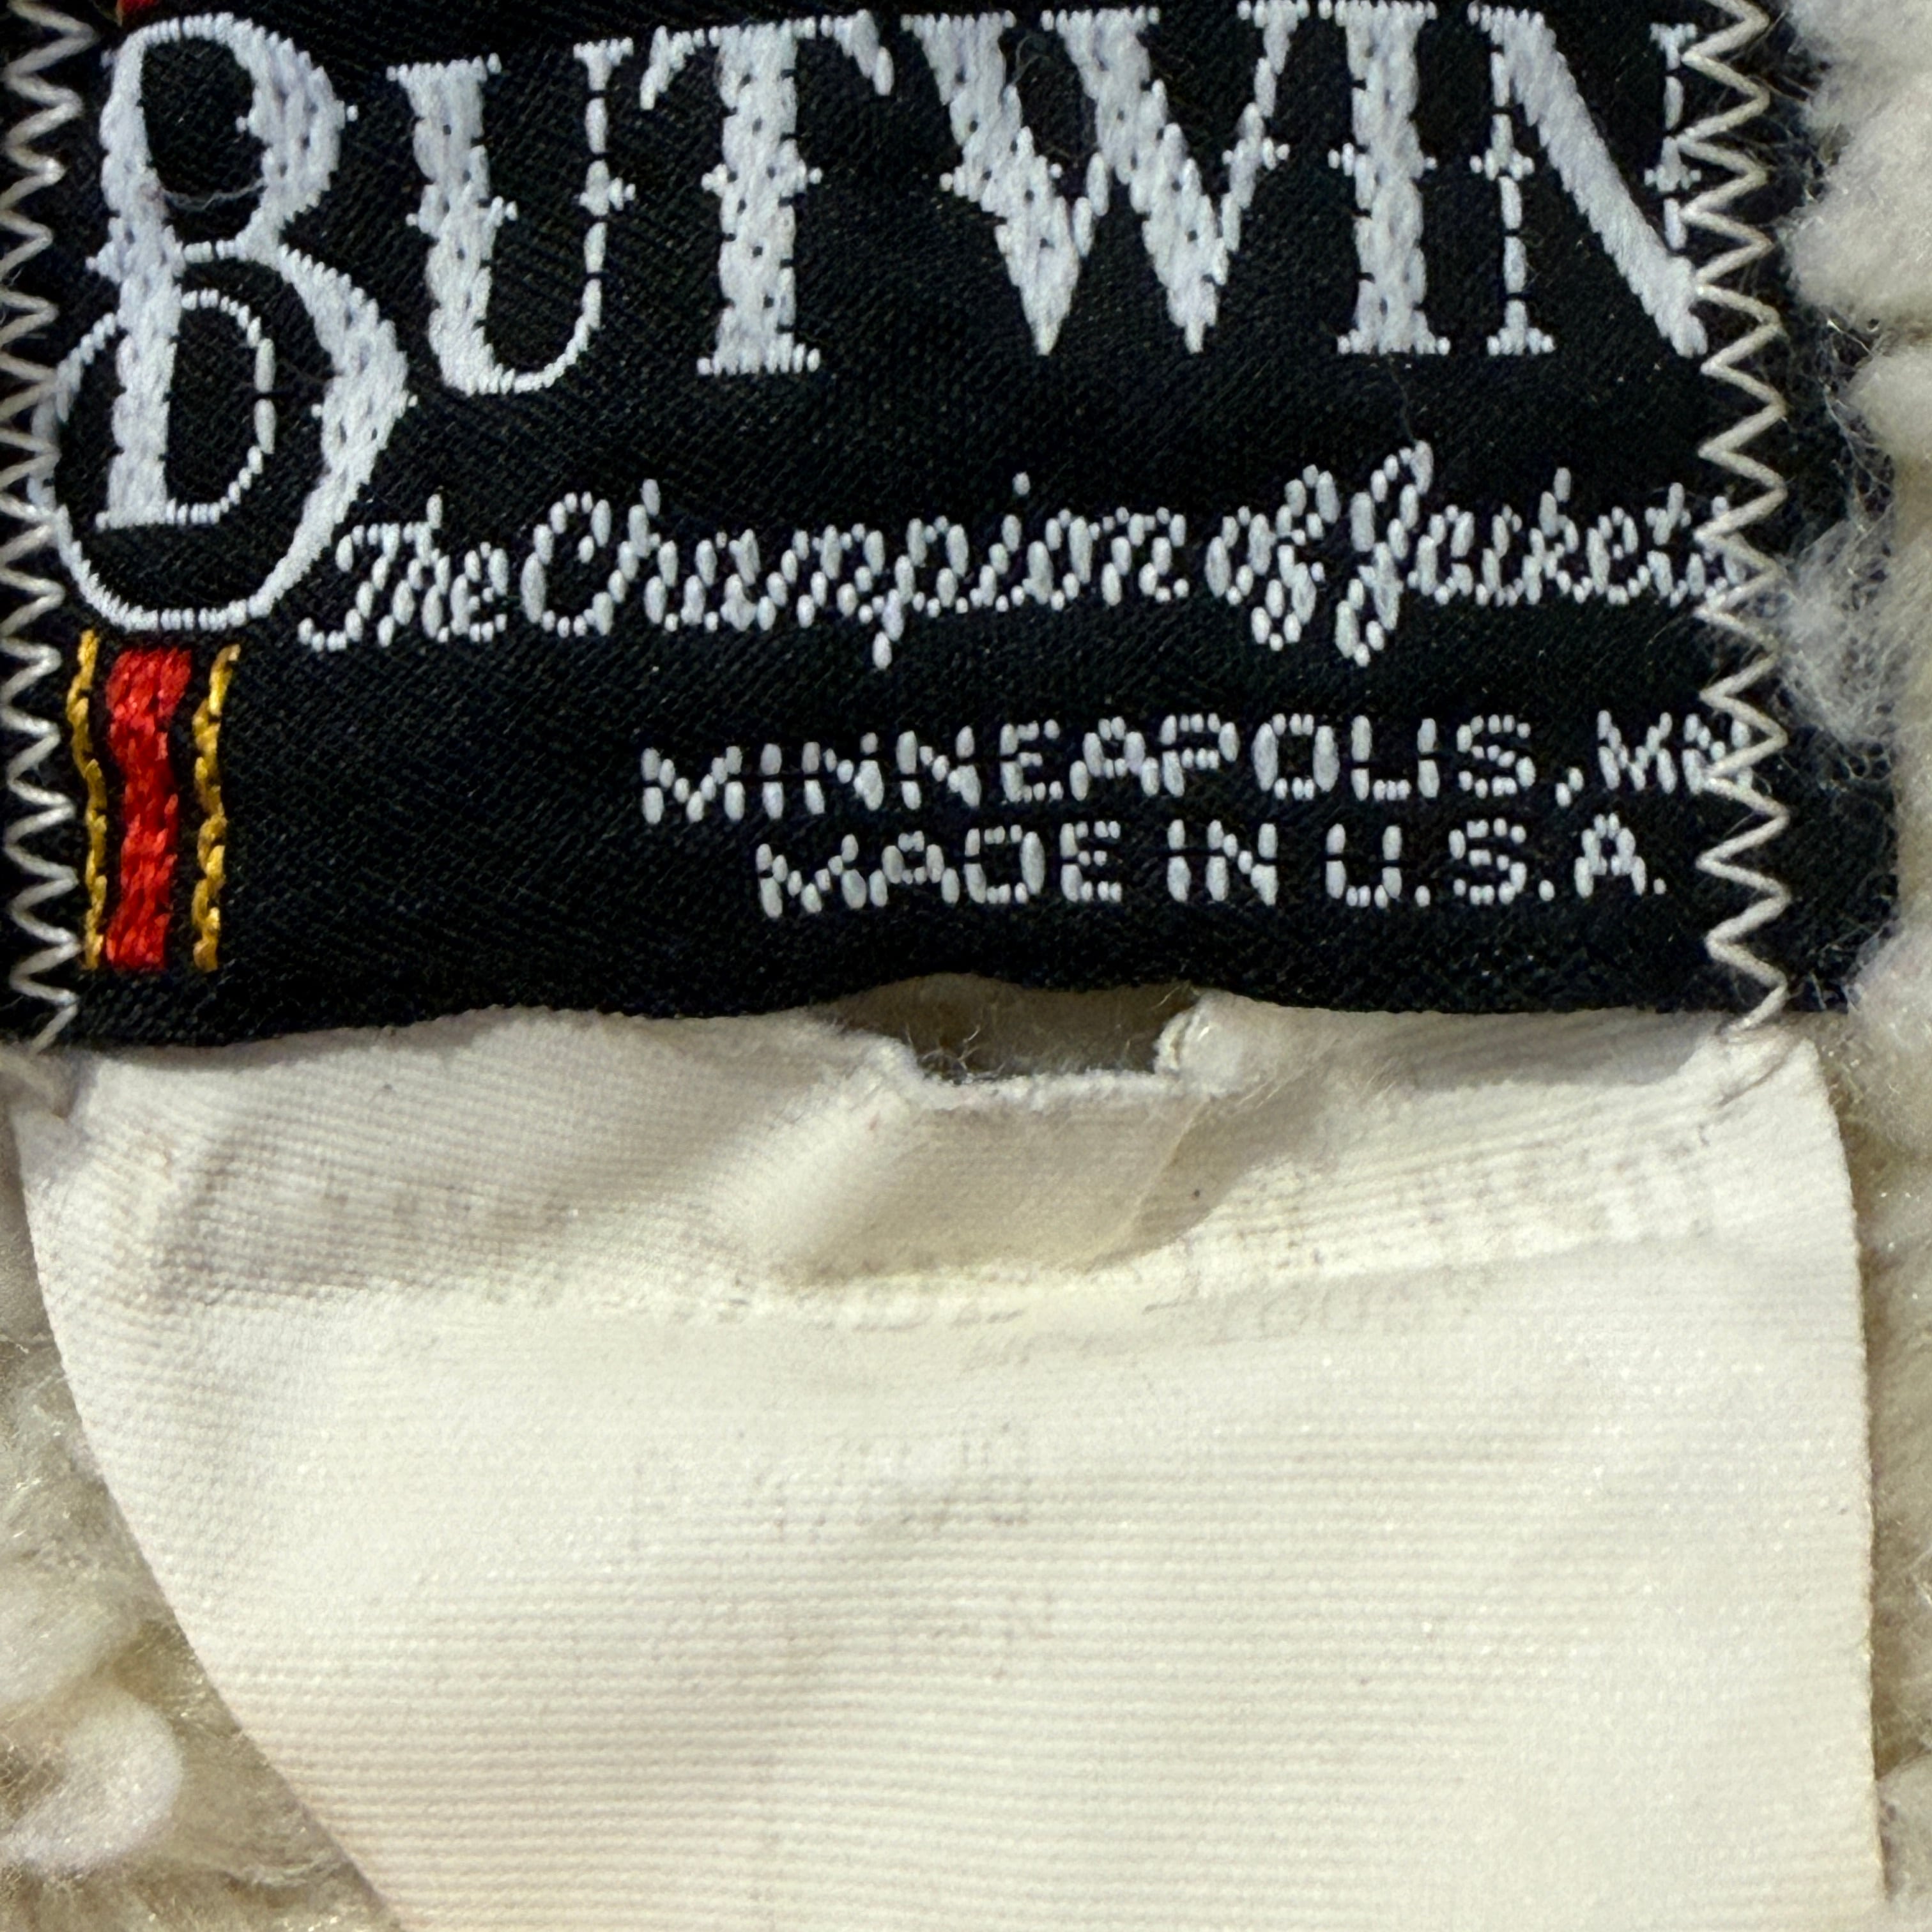 BUTWIN
The Champion of Jackets
MINNEAPOLIS, MN
MADE IN U.S.A.